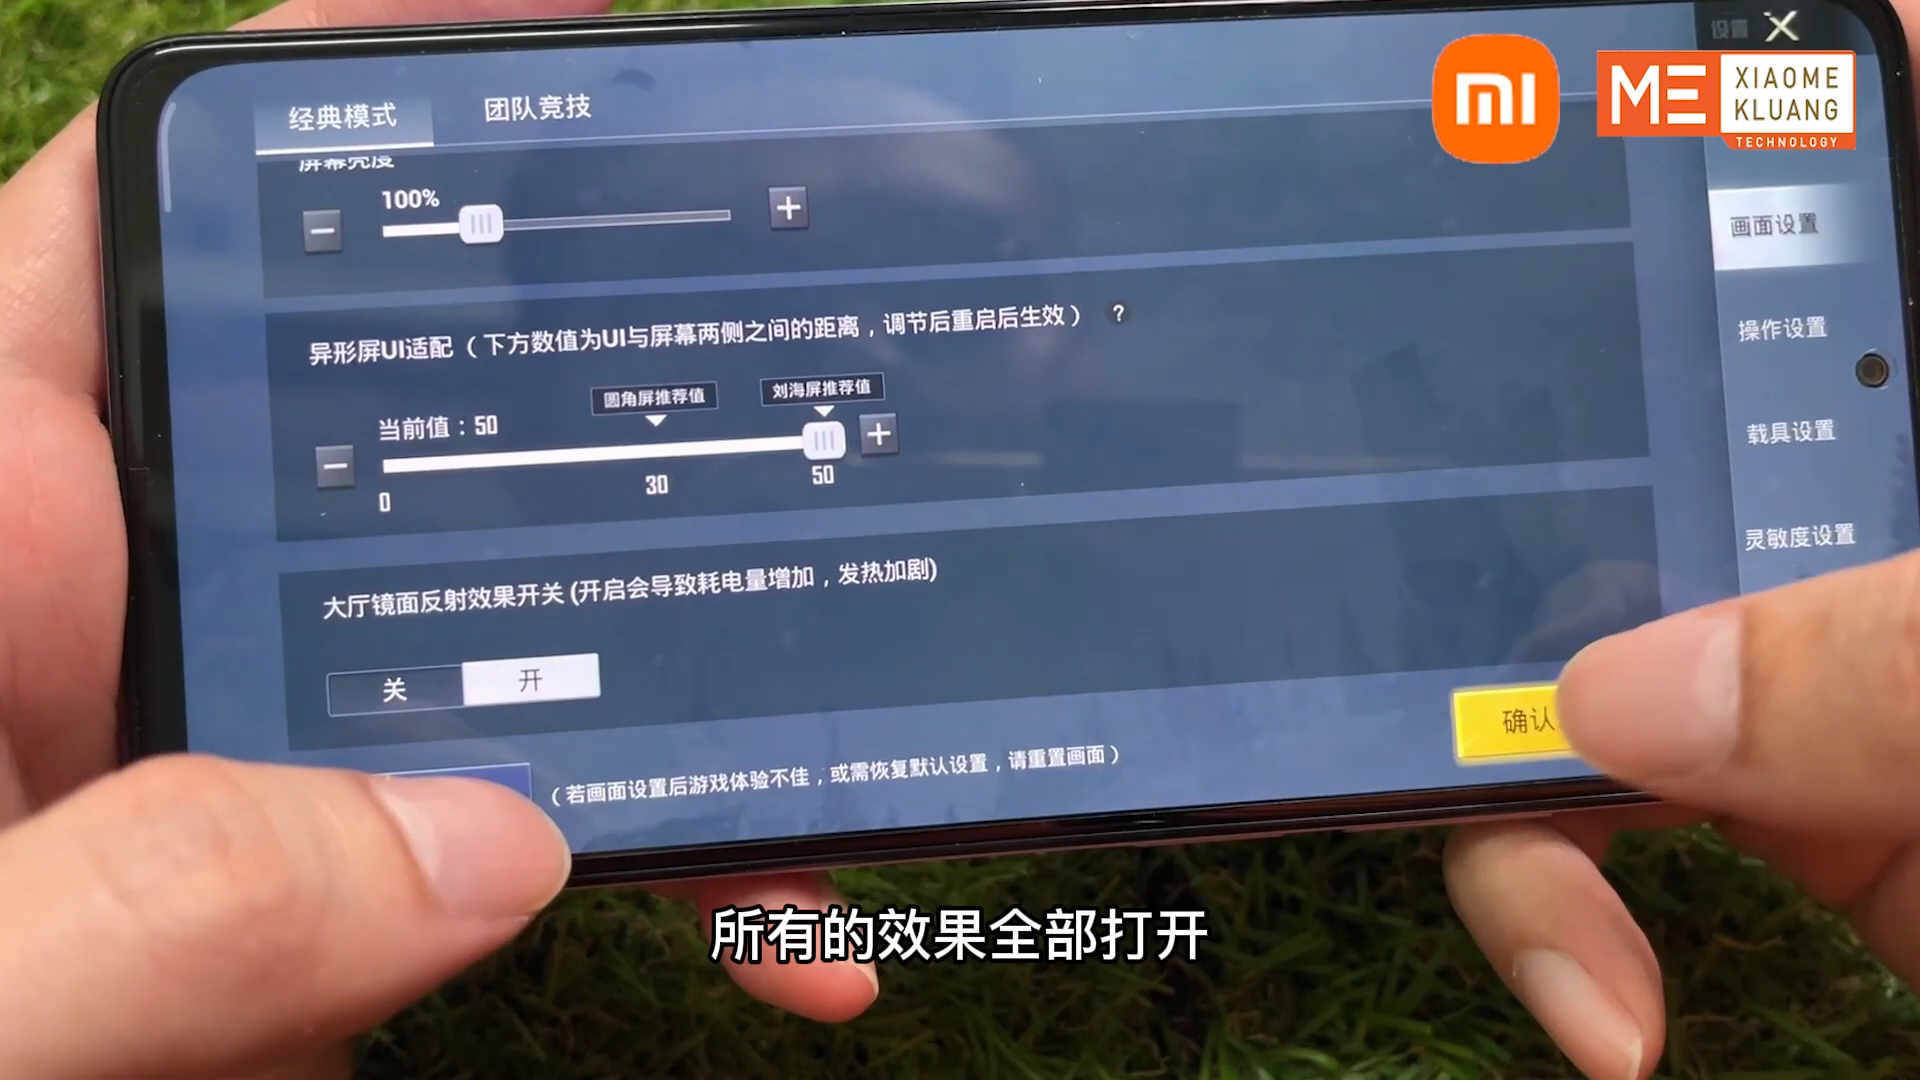 设置
XIAOME
KLUANG
TECHNOLOGY
经典模式
团队竞技
屏幕亮度
100%
画面设置
操作设置
载具设置
灵敏度设置
异形屏UI适配（下方数值为UI与屏幕两侧之间的距离，调节后重启后生效） ?
圆角屏推荐值
刘海屏推荐值
当前值：50
0
30
50
大厅镜面反射效果开关 (开启会导致耗电量增加，发热加剧)
关
开
确认
（若画面设置后游戏体验不佳，或需恢复默认设置，请重置画面）
所有的效果全部打开